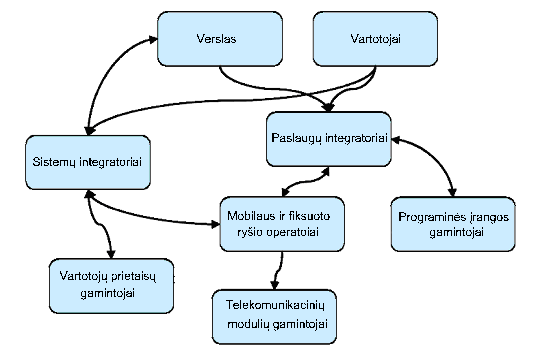 Verslas
Vartotojai
Paslaugų integratoriai
Sistemų integratoriai
Mobilaus ir fiksuoto
ryšio operatoiai
Programinės įrangos
gamintojai
Vartotojų prietaisų
gamintojai
Telekomunikacinių
modulių gamintojai